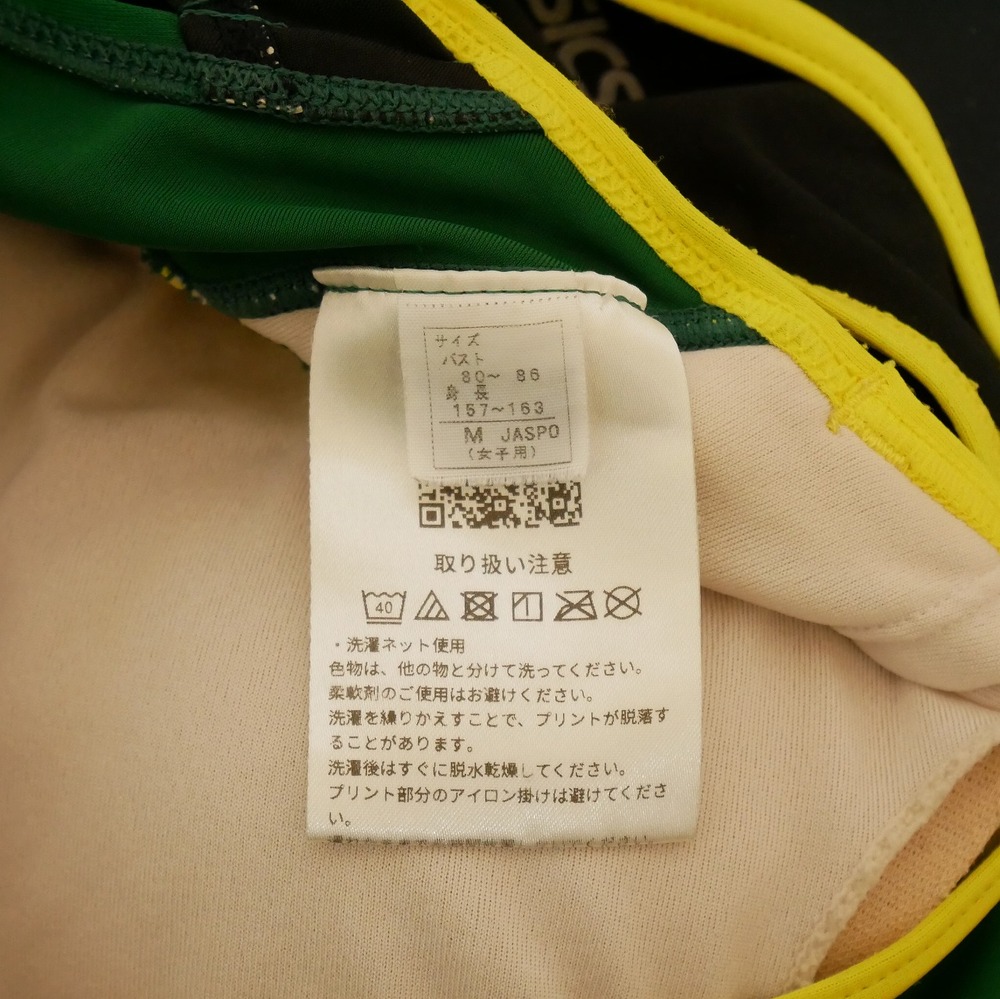 SICS
サイズ
バスト
80〜 86
身 長
157〜163
M JASPO
(女子用)
取り扱い注意
40
・洗濯ネット使用
色物は、他の物と分けて洗ってください。
柔軟剤のご使用はお避けください。
洗濯を繰りかえすことで、プリントが脱落す
ることがあります。
洗濯後はすぐに脱水乾燥してください。
プリント部分のアイロン掛けは避けてくださ
い。